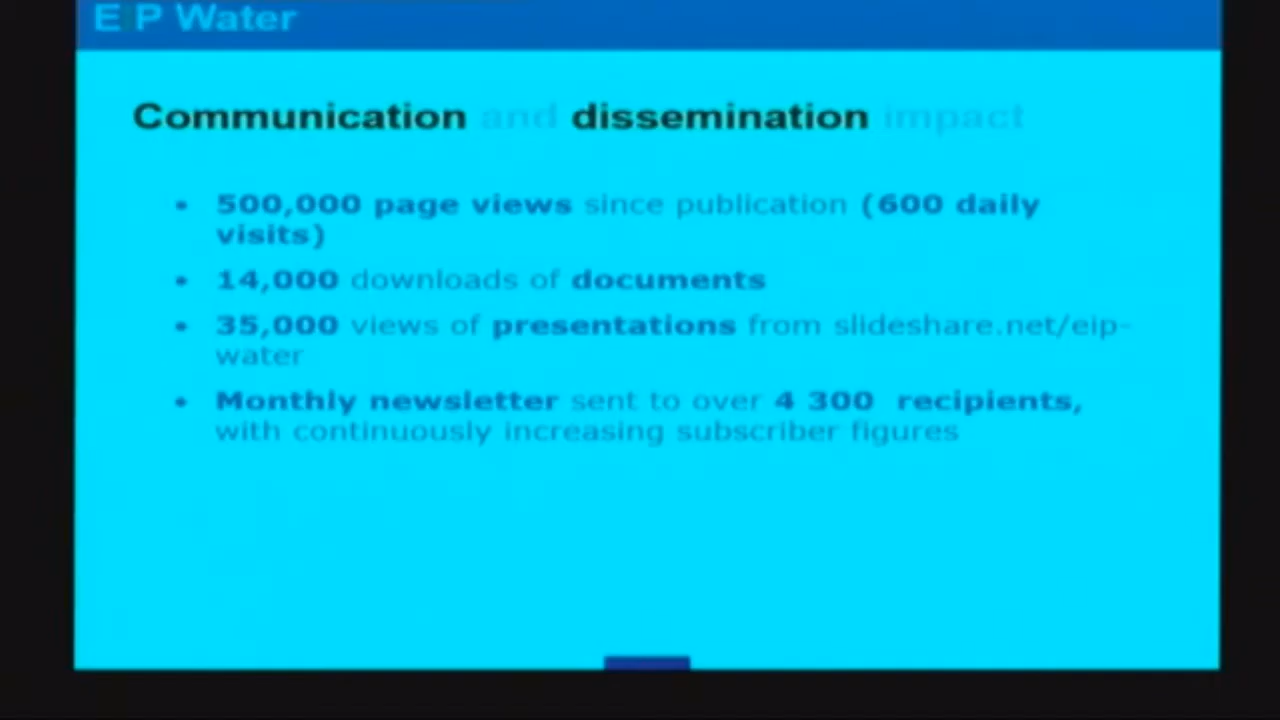 EIP Water
Communication and dissemination impact
• 500,000 page views since publication (600 daily
visits)
• 14,000 downloads of documents
• 35,000 views of presentations from slideshare.net/eip-
water
• Monthly newsletter sent to over 4 300 recipients,
with continuously increasing subscriber figures